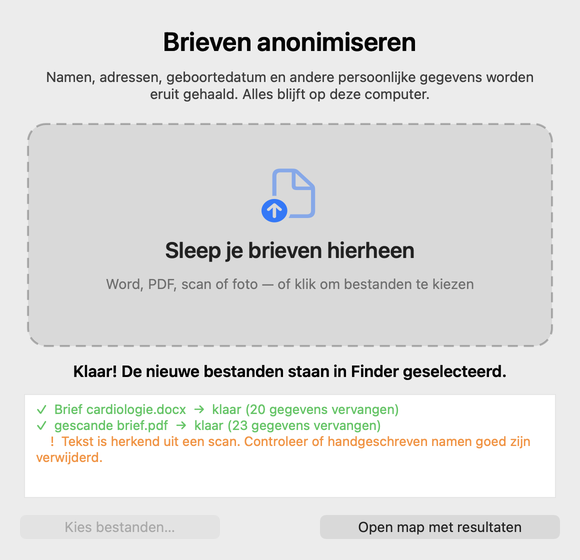 Brieven anonimiseren
Namen, adressen, geboortedatum en andere persoonlijke gegevens worden
eruit gehaald. Alles blijft op deze computer.
Sleep je brieven hierheen
Word, PDF, scan of foto — of klik om bestanden te kiezen
Klaar! De nieuwe bestanden staan in Finder geselecteerd.
✓ Brief cardiologie.docx → klaar (20 gegevens vervangen)
✓ gescande brief.pdf → klaar (23 gegevens vervangen)
! Tekst is herkend uit een scan. Controleer of handgeschreven namen goed zijn
verwijderd.
Kies bestanden...
Open map met resultaten